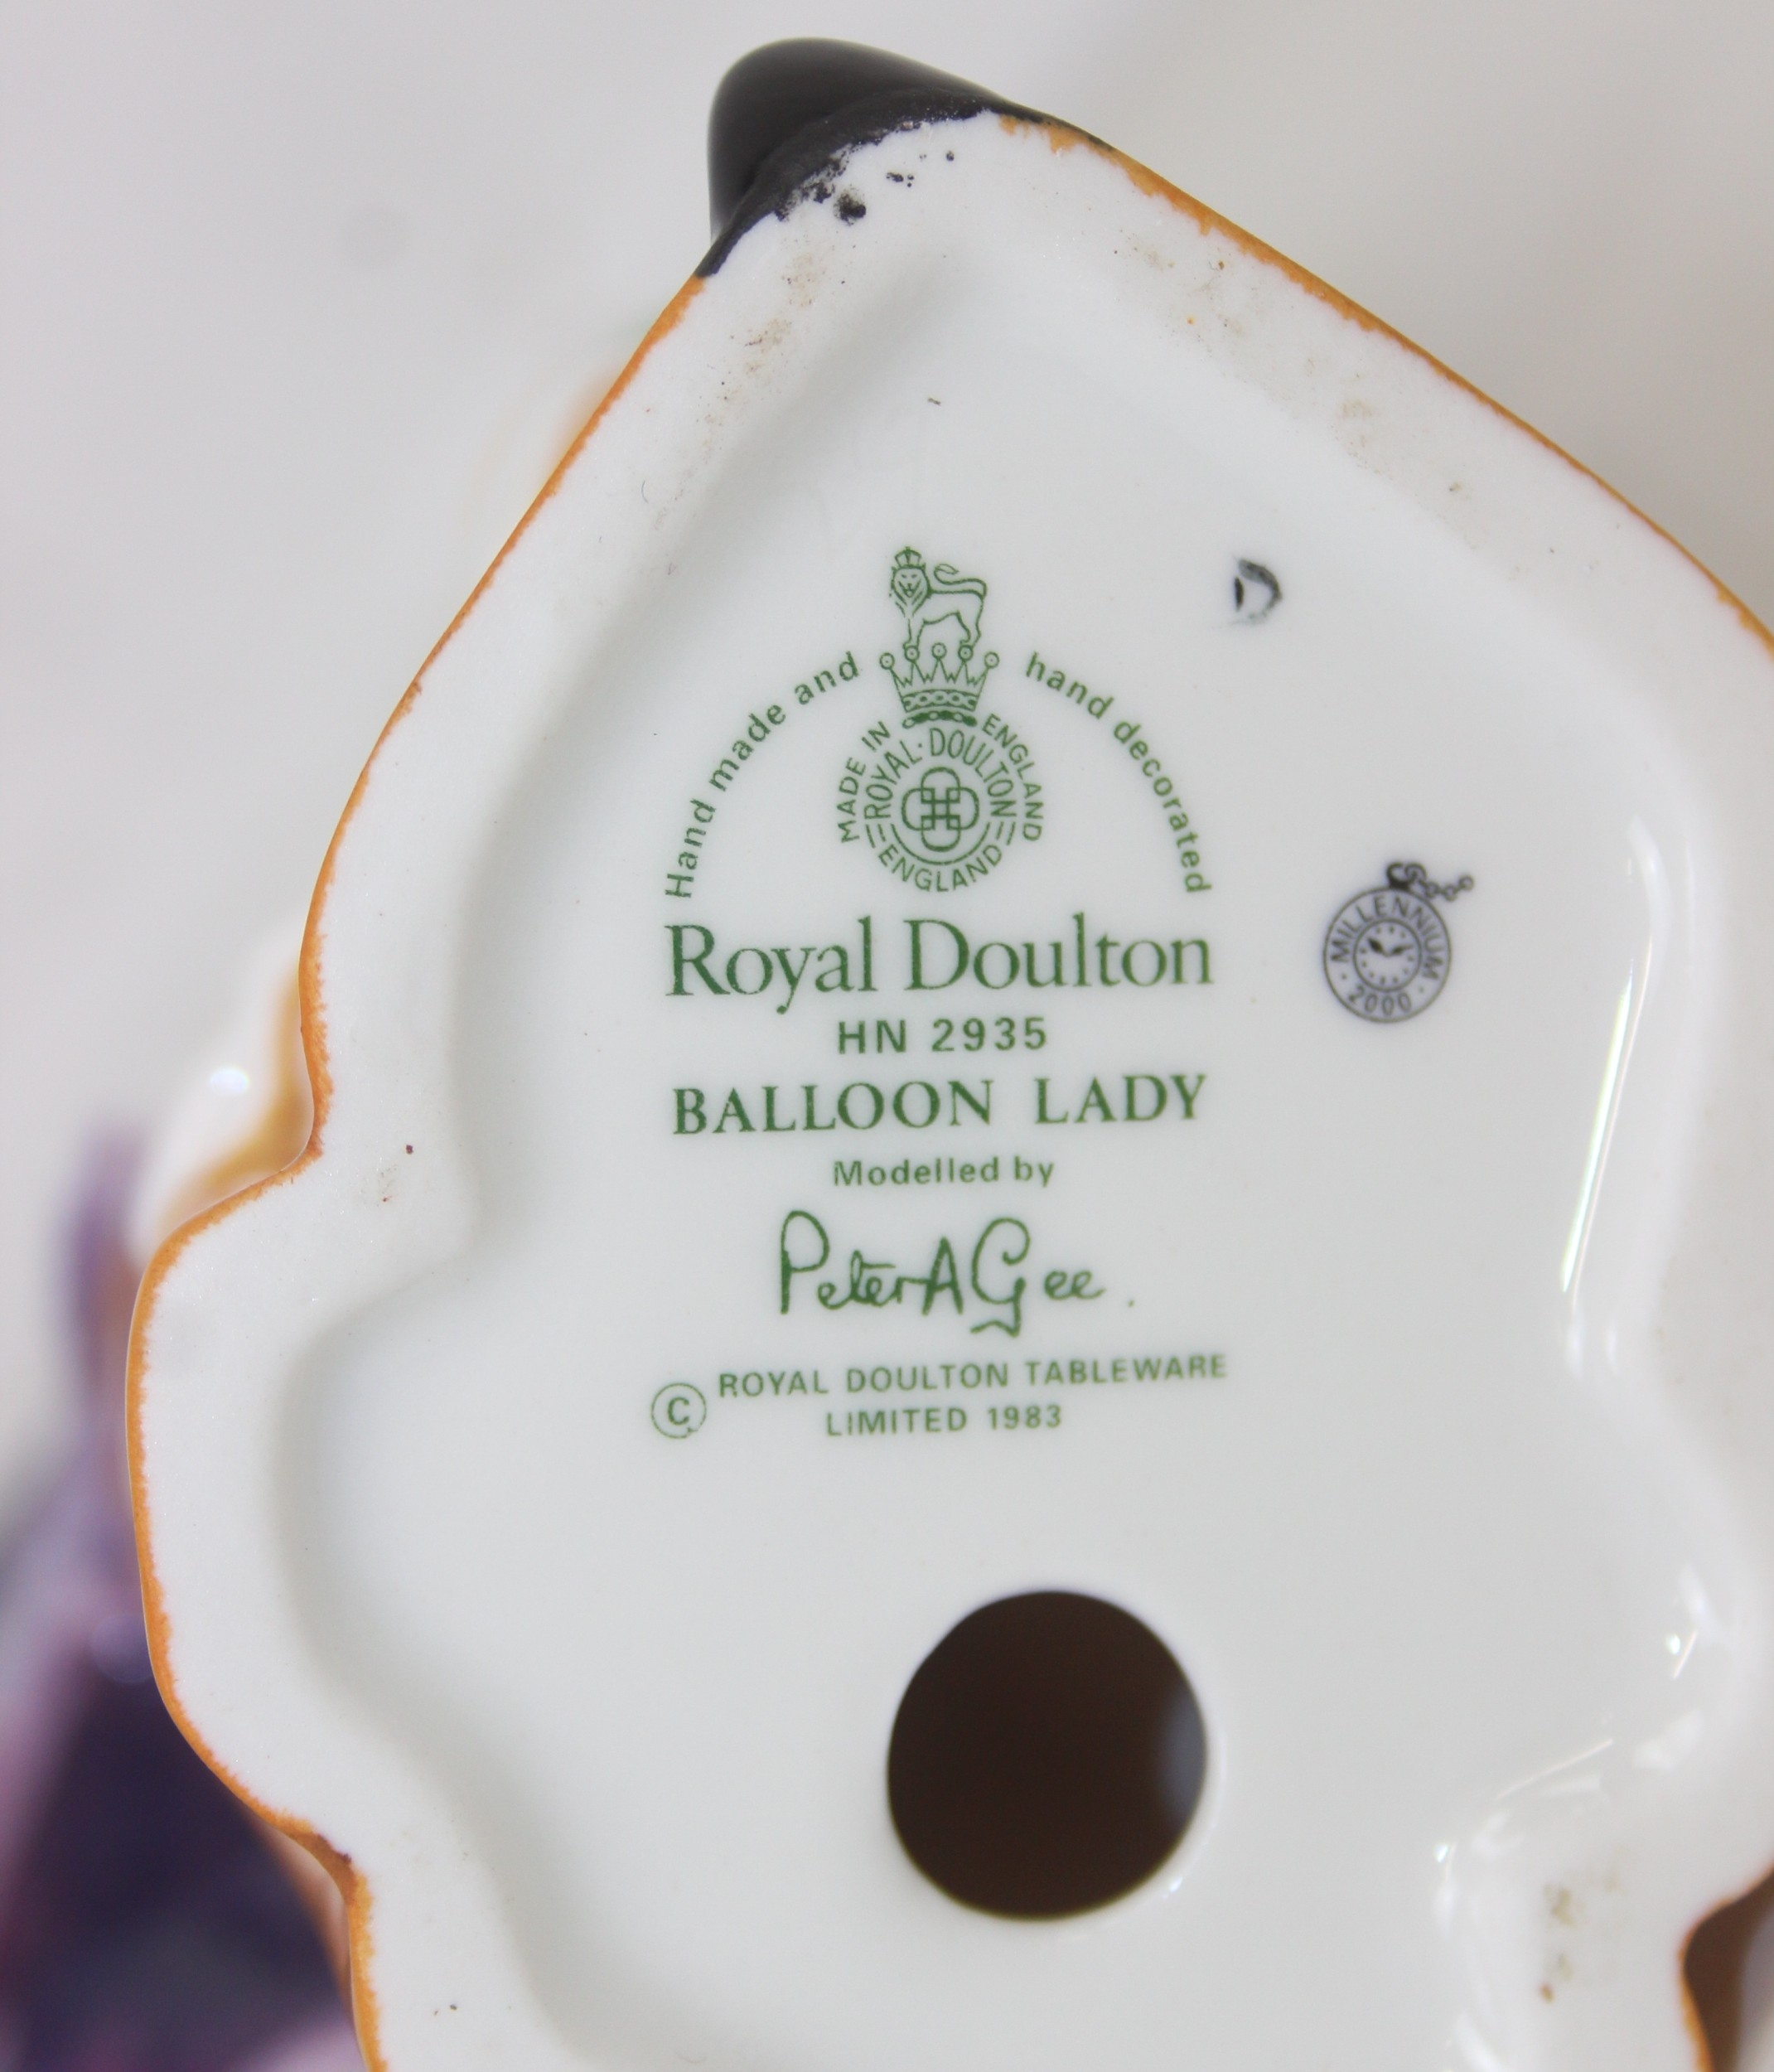 Hand made and hand decorated
MADE IN ENGLAND
ROYAL · DOULTON
ENGLAND
Royal Doulton
HN 2935
BALLOON LADY
Modelled by
Peter A Gee.
© ROYAL DOULTON TABLEWARE
LIMITED 1983
D
· MILLENNIUM ·
2000